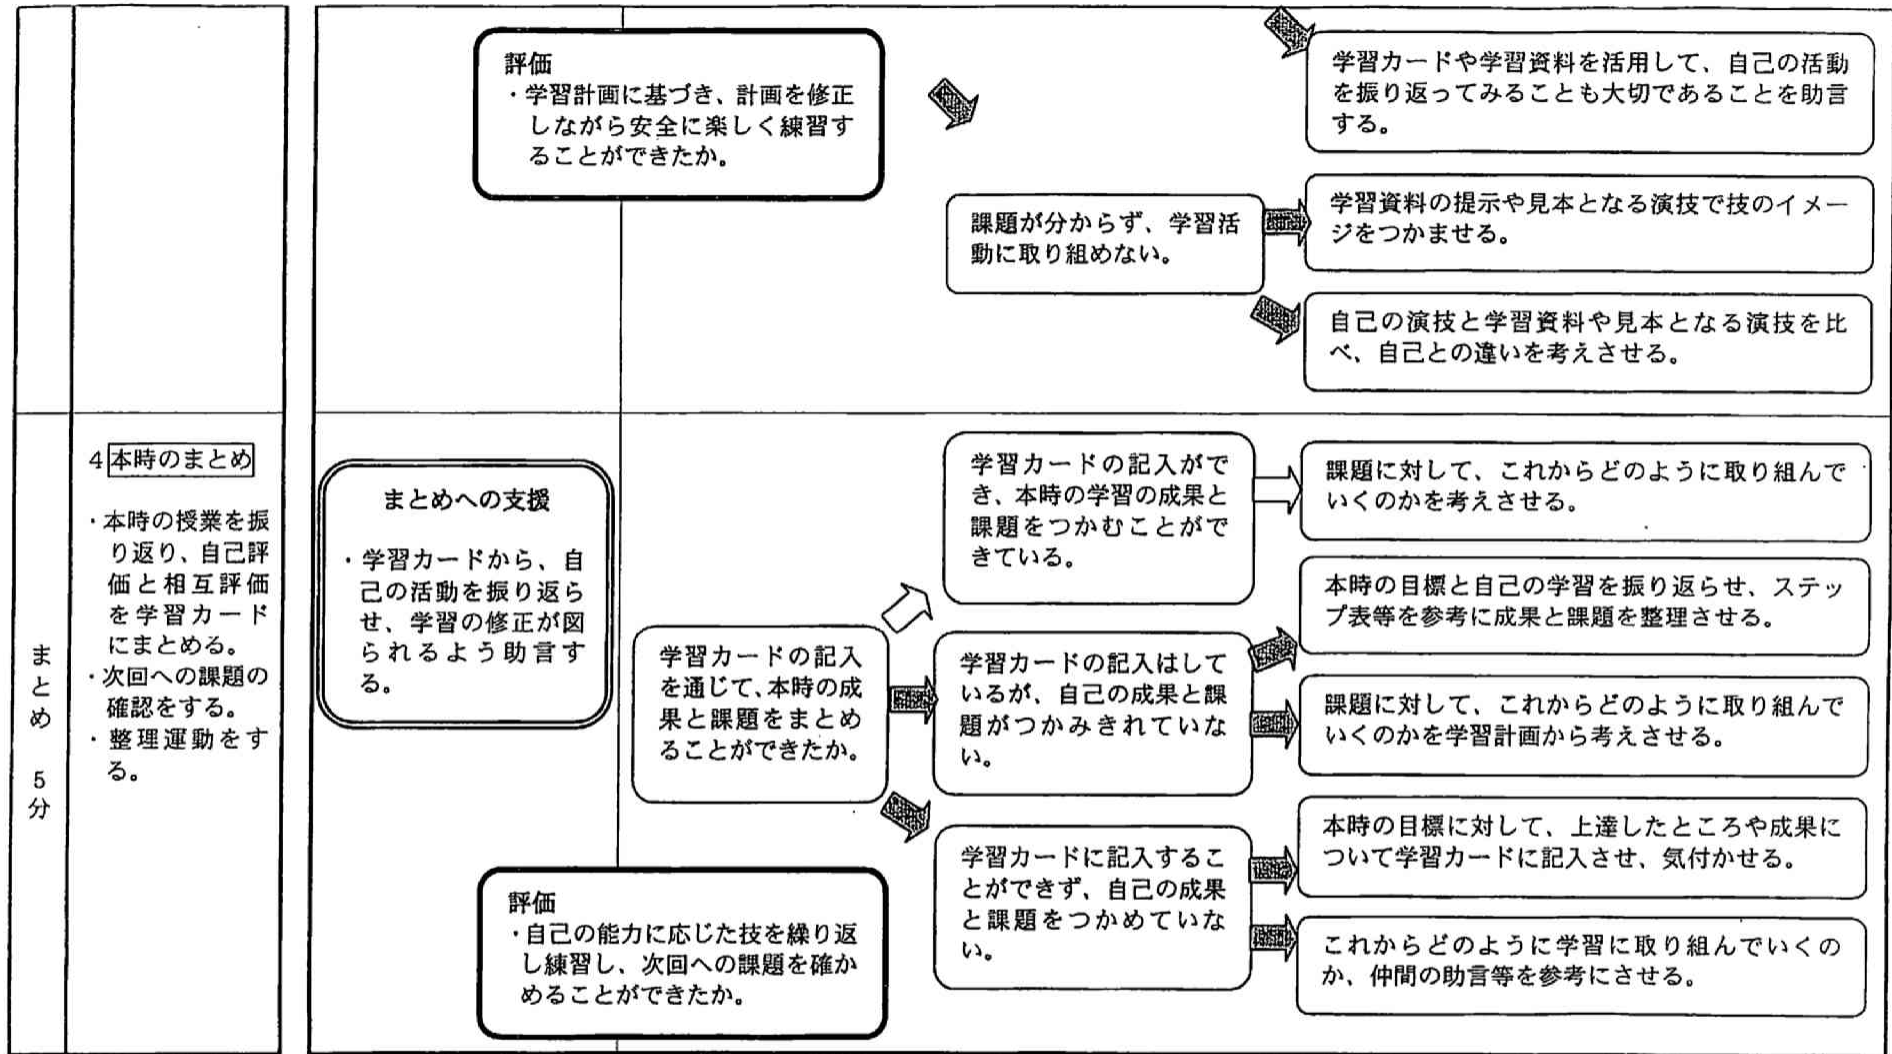 評価
・学習計画に基づき、計画を修正
しながら安全に楽しく練習す
ることができたか。
課題が分からず、学習活
動に取り組めない。
学習カードや学習資料を活用して、自己の活動
を振り返ってみることも大切であることを助言
する。
学習資料の提示や見本となる演技で技のイメー
ジをつかませる。
自己の演技と学習資料や見本となる演技を比
べ、自己との違いを考えさせる。
まとめ 5分
4 本時のまとめ
・本時の授業を振
り返り、自己評
価と相互評価
を学習カード
にまとめる。
・次回への課題の
確認をする。
・整理運動をす
る。
まとめへの支援
・学習カードから、自
己の活動を振り返ら
せ、学習の修正が図
られるよう助言す
る。
評価
・自己の能力に応じた技を繰り返
し練習し、次回への課題を確か
めることができたか。
学習カードの記入
を通じて、本時の成
果と課題をまとめ
ることができたか。
学習カードの記入がで
き、本時の学習の成果と
課題をつかむことがで
きている。
学習カードの記入はして
いるが、自己の成果と課
題がつかみきれていな
い。
学習カードに記入するこ
とができず、自己の成果
と課題をつかめていな
い。
課題に対して、これからどのように取り組んで
いくのかを考えさせる。
本時の目標と自己の学習を振り返らせ、ステッ
プ表等を参考に成果と課題を整理させる。
課題に対して、これからどのように取り組んで
いくのかを学習計画から考えさせる。
本時の目標に対して、上達したところや成果に
ついて学習カードに記入させ、気付かせる。
これからどのように学習に取り組んでいくの
か、仲間の助言等を参考にさせる。